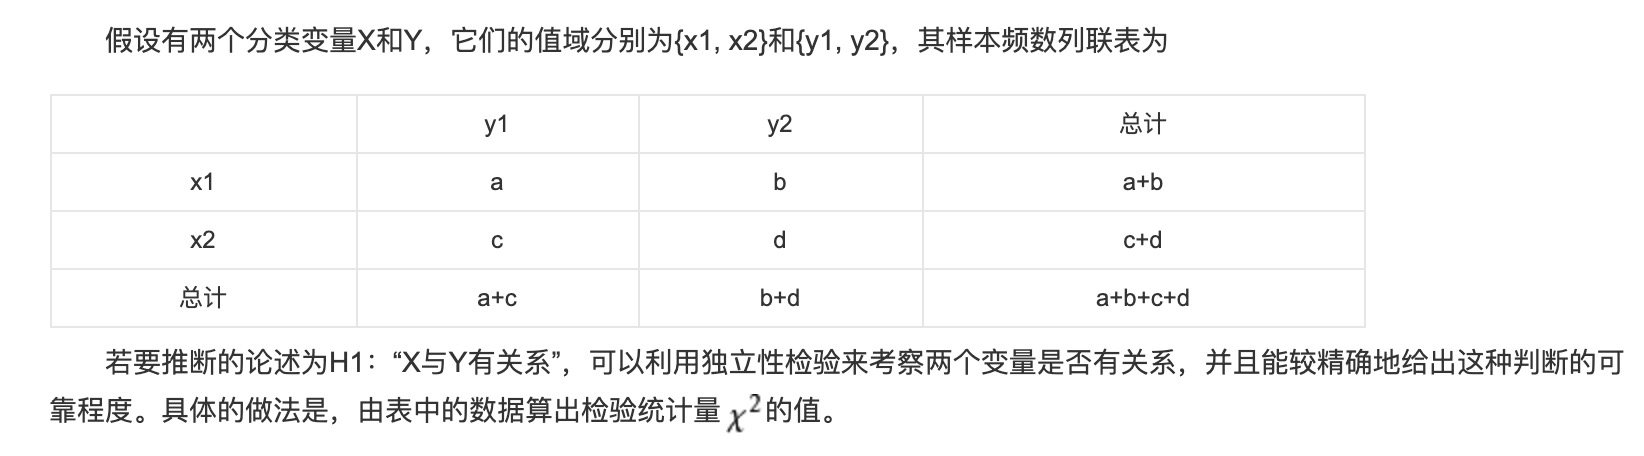 假设有两个分类变量X和Y，它们的值域分别为{x1, x2}和{y1, y2}，其样本频数列联表为
y1 y2 总计
x1 a b a+b
x2 c d c+d
总计 a+c b+d a+b+c+d
若要推断的论述为H1：“X与Y有关系”，可以利用独立性检验来考察两个变量是否有关系，并且能较精确地给出这种判断的可
靠程度。具体的做法是，由表中的数据算出检验统计量 χ² 的值。